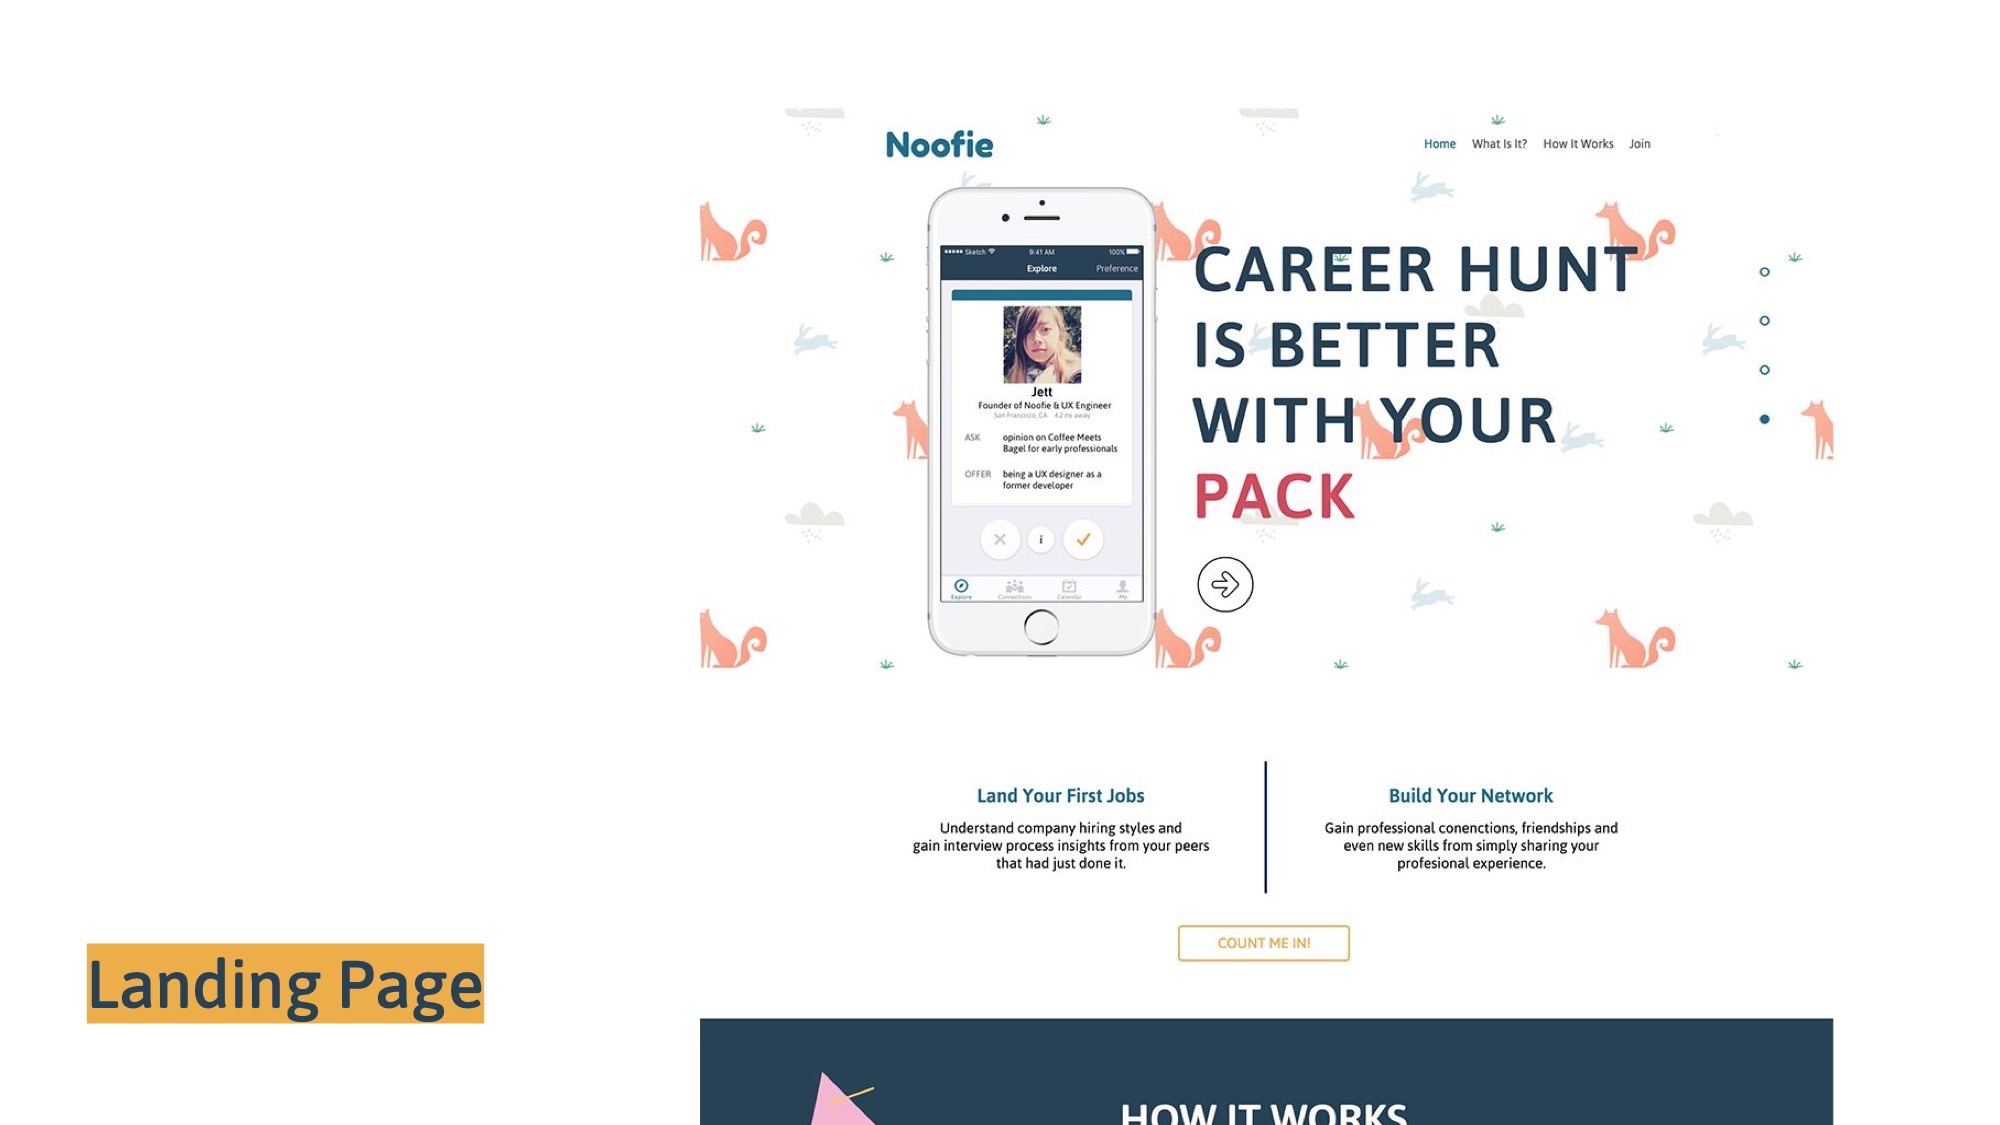 Noofie
Home What Is It? How It Works Join
Sketch 9:41 AM 100%
Explore Preference
Jett
Founder of Noofie & UX Engineer
San Francisco, CA 4.2 mi away
ASK opinion on Coffee Meets
Bagel for early professionals
OFFER being a UX designer as a
former developer
i
Explore Connections Calendar Me
CAREER HUNT
IS BETTER
WITH YOUR
PACK
Land Your First Jobs
Understand company hiring styles and
gain interview process insights from your peers
that had just done it.
Build Your Network
Gain professional conenctions, friendships and
even new skills from simply sharing your
profesional experience.
COUNT ME IN!
Landing Page
HOW IT WORKS